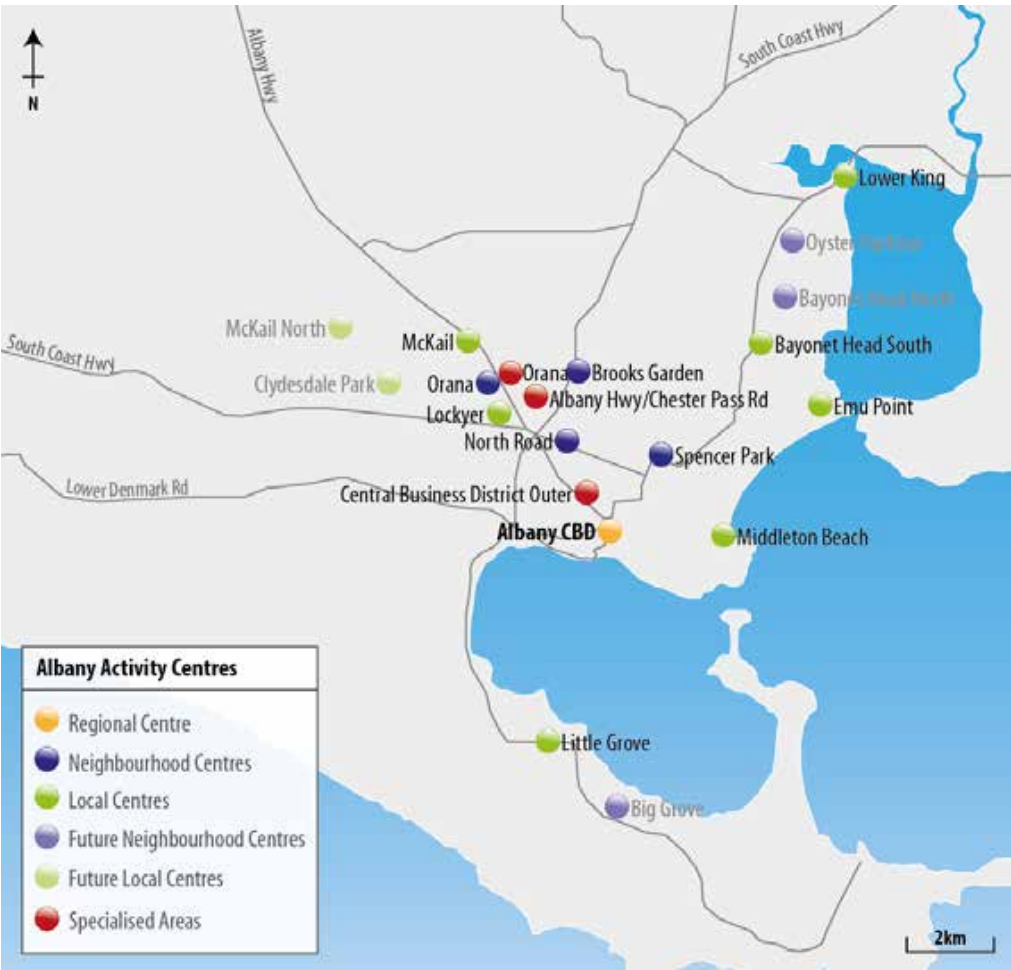 South Coast Hwy
Albany Hwy
N
Lower King
Oyster Harbour
Bayonet Head North
McKail North
McKail
Bayonet Head South
South Coast Hwy
Clydesdale Park
Orana
Orana
Brooks Garden
Albany Hwy/Chester Pass Rd
Lockyer
Emu Point
North Road
Spencer Park
Lower Denmark Rd
Central Business District Outer
Albany CBD
Middleton Beach
Albany Activity Centres
Regional Centre
Neighbourhood Centres
Local Centres
Future Neighbourhood Centres
Future Local Centres
Specialised Areas
Little Grove
Big Grove
2km